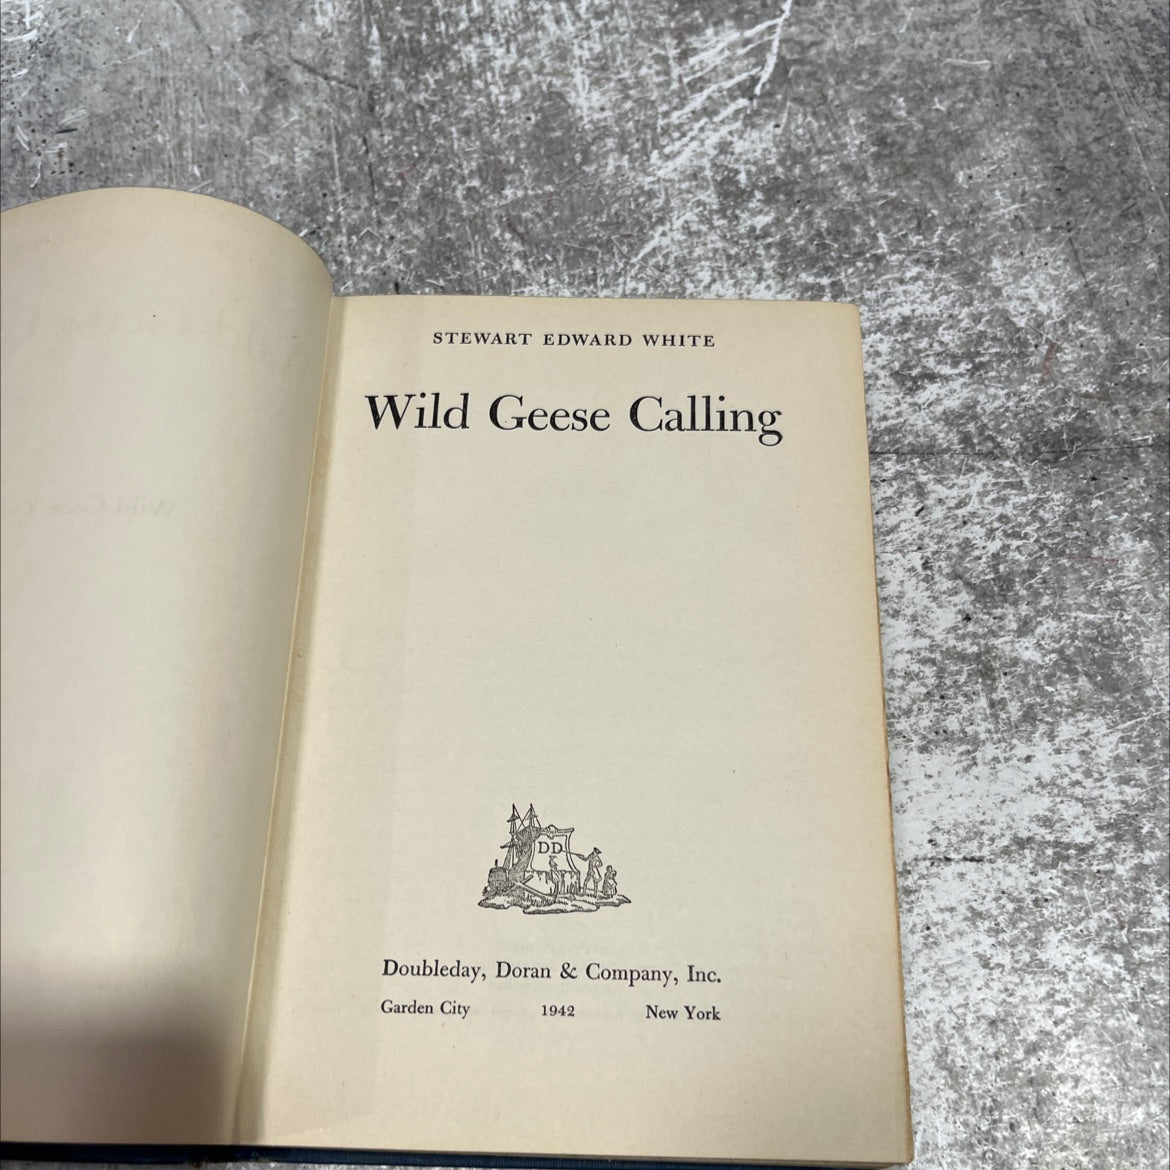 STEWART EDWARD WHITE
Wild Geese Calling
DD
Doubleday, Doran & Company, Inc.
Garden City 1942 New York